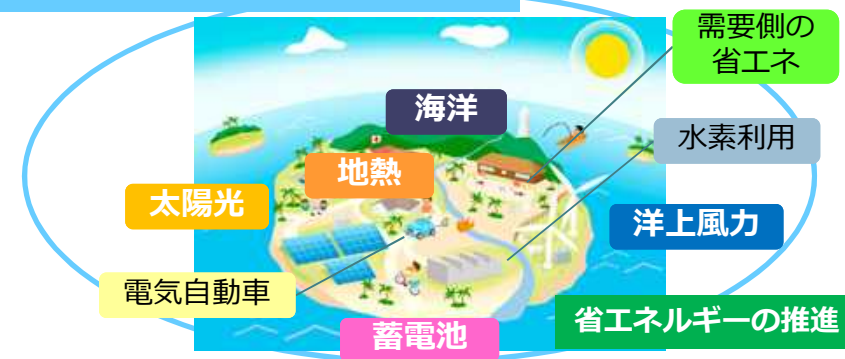 需要側の
省エネ
海洋
水素利用
地熱
太陽光
洋上風力
電気自動車
省エネルギーの推進
蓄電池